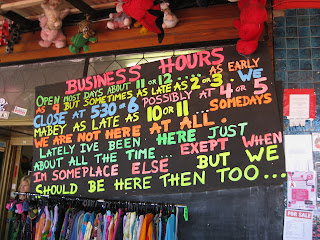 BUSINESS HOURS
OPEN MOST DAYS ABOUT 11 OR 12... AS EARLY
AS 9 BUT SOMETIMES AS LATE AS 2 OR 3.. WE
CLOSE AT 530-6 POSSIBLY AT 4 OR 5
MABEY AS LATE AS 10 OR 11 SOMEDAYS
WE ARE NOT HERE AT ALL.
LATELY IVE BEEN HERE JUST
ABOUT ALL THE TIME... EXEPT WHEN
IM SOMEPLACE ELSE BUT WE
SHOULD BE HERE THEN TOO...
FOR SALE